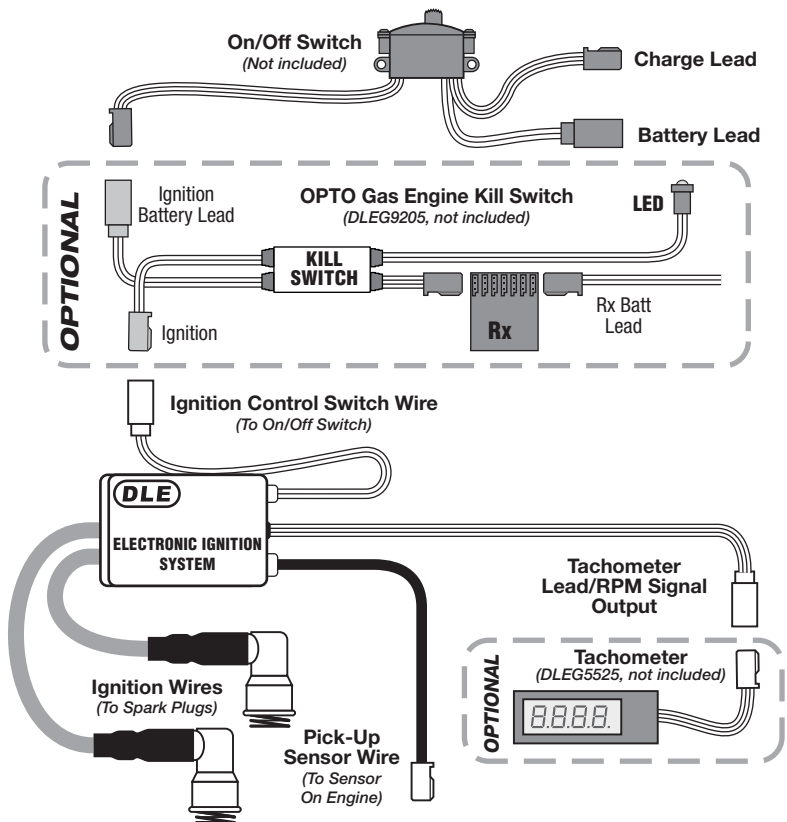 On/Off Switch
(Not included)
Charge Lead
Battery Lead
OPTIONAL
Ignition
Battery Lead
OPTO Gas Engine Kill Switch
(DLEG9205, not included)
LED
KILL
SWITCH
Ignition
Rx
Rx Batt
Lead
Ignition Control Switch Wire
(To On/Off Switch)
DLE
ELECTRONIC IGNITION
SYSTEM
Tachometer
Lead/RPM Signal
Output
Ignition Wires
(To Spark Plugs)
Pick-Up
Sensor Wire
(To Sensor
On Engine)
OPTIONAL
Tachometer
(DLEG5525, not included)
8.8.8.8.